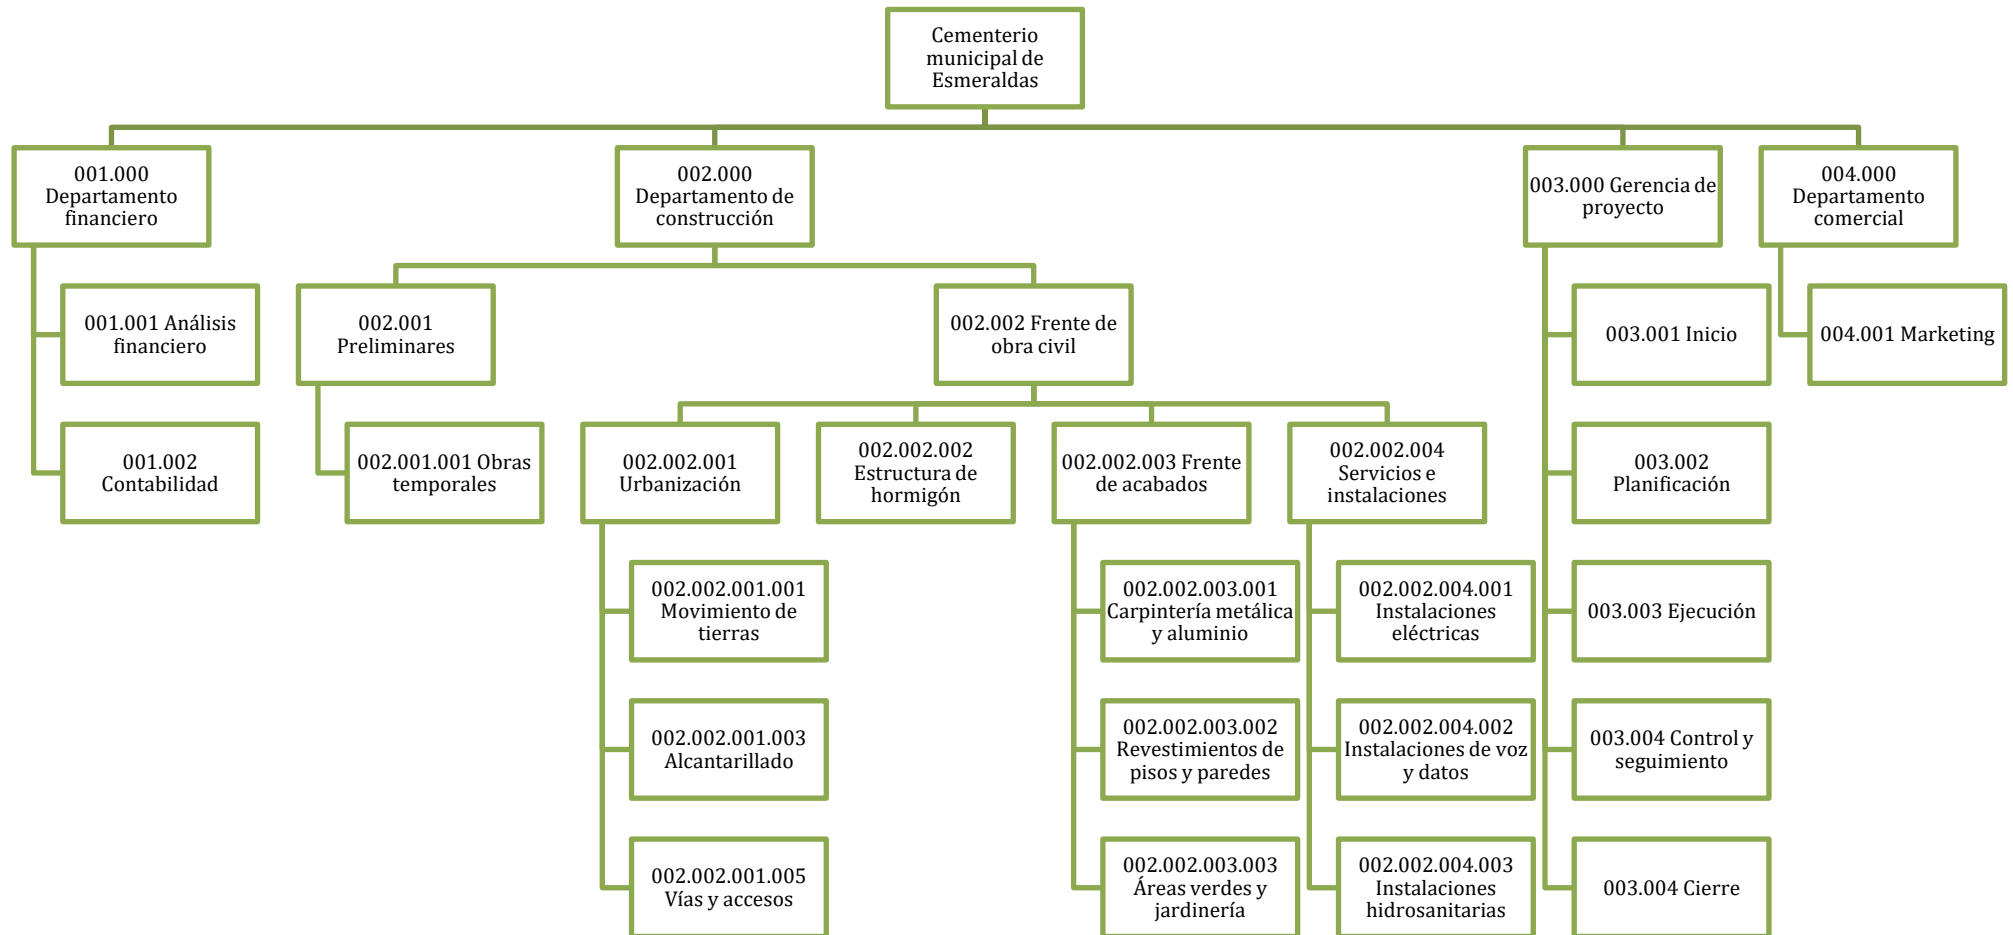 Cementerio
municipal de
Esmeraldas
001.000
Departamento
financiero
002.000
Departamento de
construcción
003.000 Gerencia de
proyecto
004.000
Departamento
comercial
001.001 Análisis
financiero
002.001
Preliminares
002.002 Frente de
obra civil
003.001 Inicio
004.001 Marketing
001.002
Contabilidad
002.001.001 Obras
temporales
002.002.001
Urbanización
002.002.002
Estructura de
hormigón
002.002.003 Frente
de acabados
002.002.004
Servicios e
instalaciones
003.002
Planificación
002.002.001.001
Movimiento de
tierras
002.002.003.001
Carpintería metálica
y aluminio
002.002.004.001
Instalaciones
eléctricas
003.003 Ejecución
002.002.001.003
Alcantarillado
002.002.003.002
Revestimientos de
pisos y paredes
002.002.004.002
Instalaciones de voz
y datos
003.004 Control y
seguimiento
002.002.001.005
Vías y accesos
002.002.003.003
Áreas verdes y
jardinería
002.002.004.003
Instalaciones
hidrosanitarias
003.004 Cierre